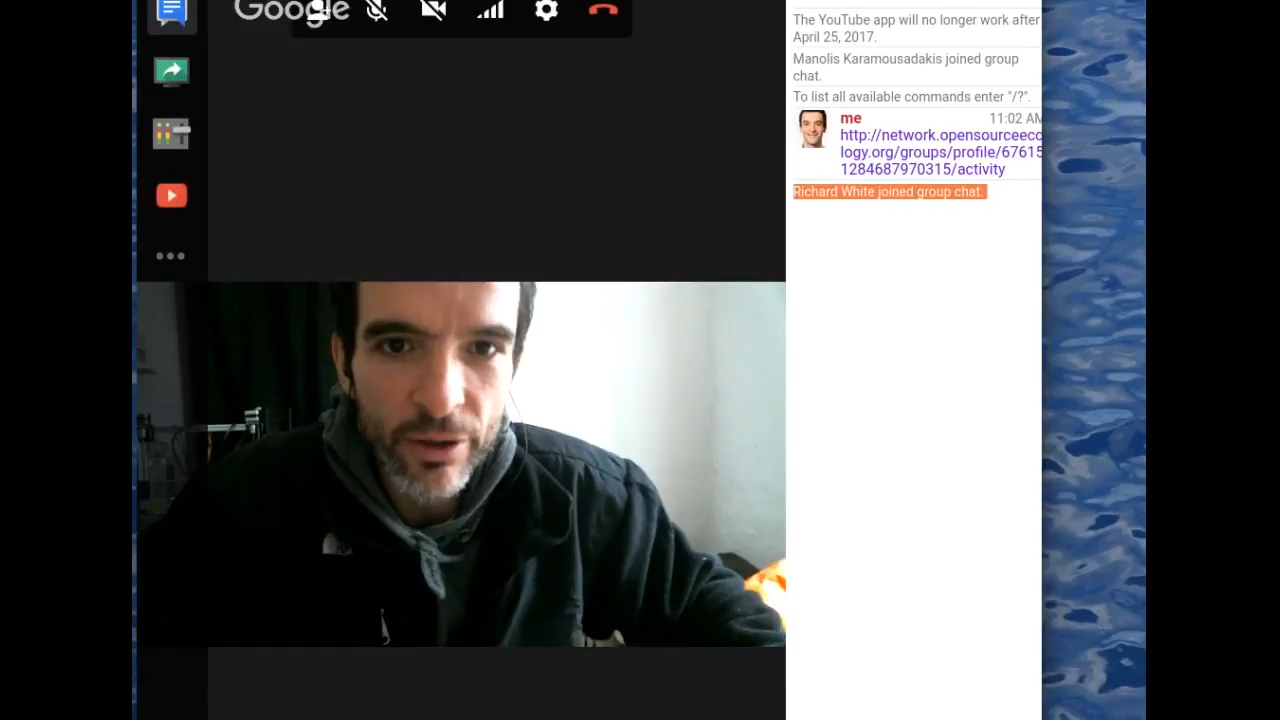 Google
The YouTube app will no longer work after
April 25, 2017.
Manolis Karamousadakis joined group
chat.
To list all available commands enter "/?".
me 11:02 AM
http://network.opensourceeco
logy.org/groups/profile/67615
1284687970315/activity
Richard White joined group chat.